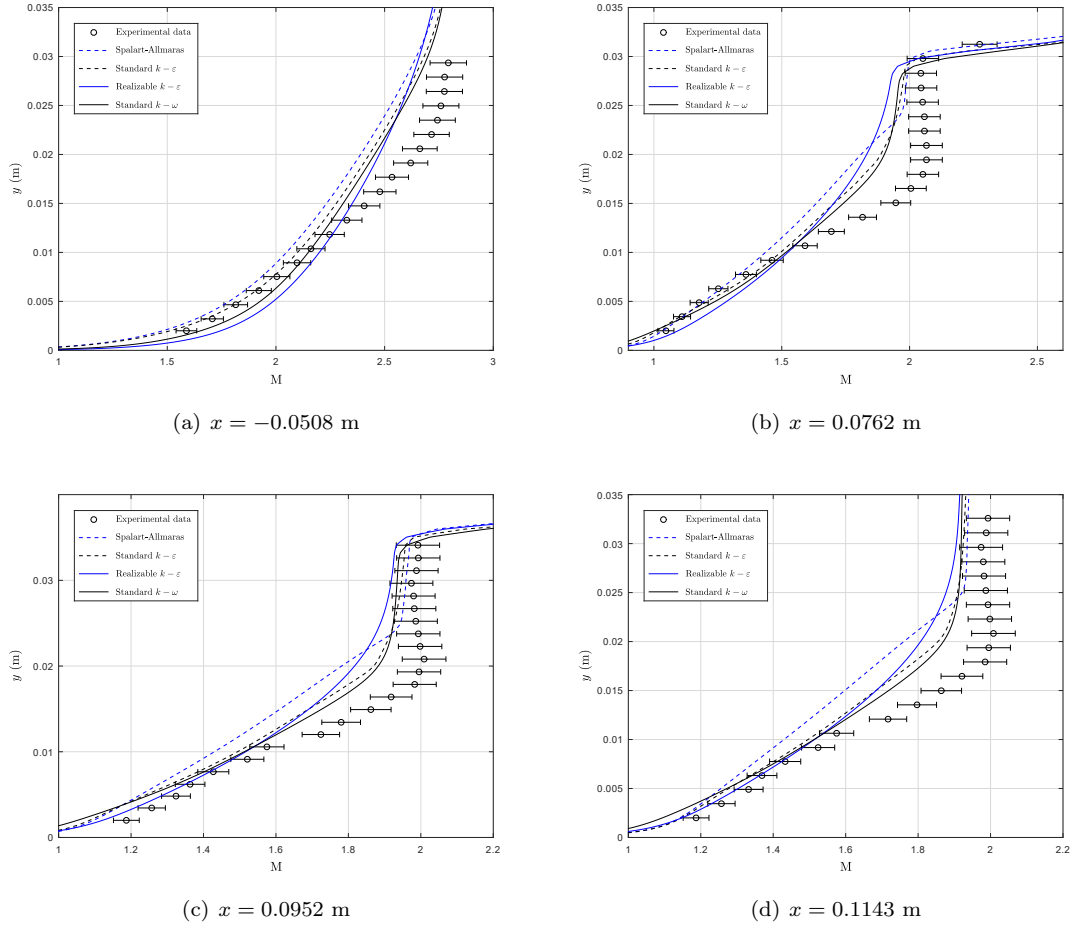 0.035
0.03
0.025
0.02
0.015
0.01
0.005
0
y (m)
Experimental data
Spalart-Allmaras
Standard k − ε
Realizable k − ε
Standard k − ω
1 1.5 2 2.5 3
M
(a) x = −0.0508 m
0.035
0.03
0.025
0.02
0.015
0.01
0.005
0
y (m)
Experimental data
Spalart-Allmaras
Standard k − ε
Realizable k − ε
Standard k − ω
1 1.5 2 2.5
M
(b) x = 0.0762 m
0.03
0.02
0.01
0
y (m)
Experimental data
Spalart-Allmaras
Standard k − ε
Realizable k − ε
Standard k − ω
1 1.2 1.4 1.6 1.8 2 2.2
M
(c) x = 0.0952 m
0.035
0.03
0.025
0.02
0.015
0.01
0.005
0
y (m)
Experimental data
Spalart-Allmaras
Standard k − ε
Realizable k − ε
Standard k − ω
1 1.2 1.4 1.6 1.8 2 2.2
M
(d) x = 0.1143 m